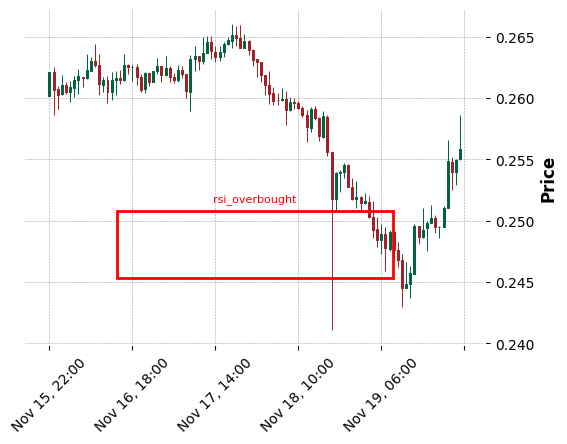 0.265
0.260
0.255
rsi_overbought
0.250
0.245
0.240
Price
Nov 15, 22:00
Nov 16, 18:00
Nov 17, 14:00
Nov 18, 10:00
Nov 19, 06:00